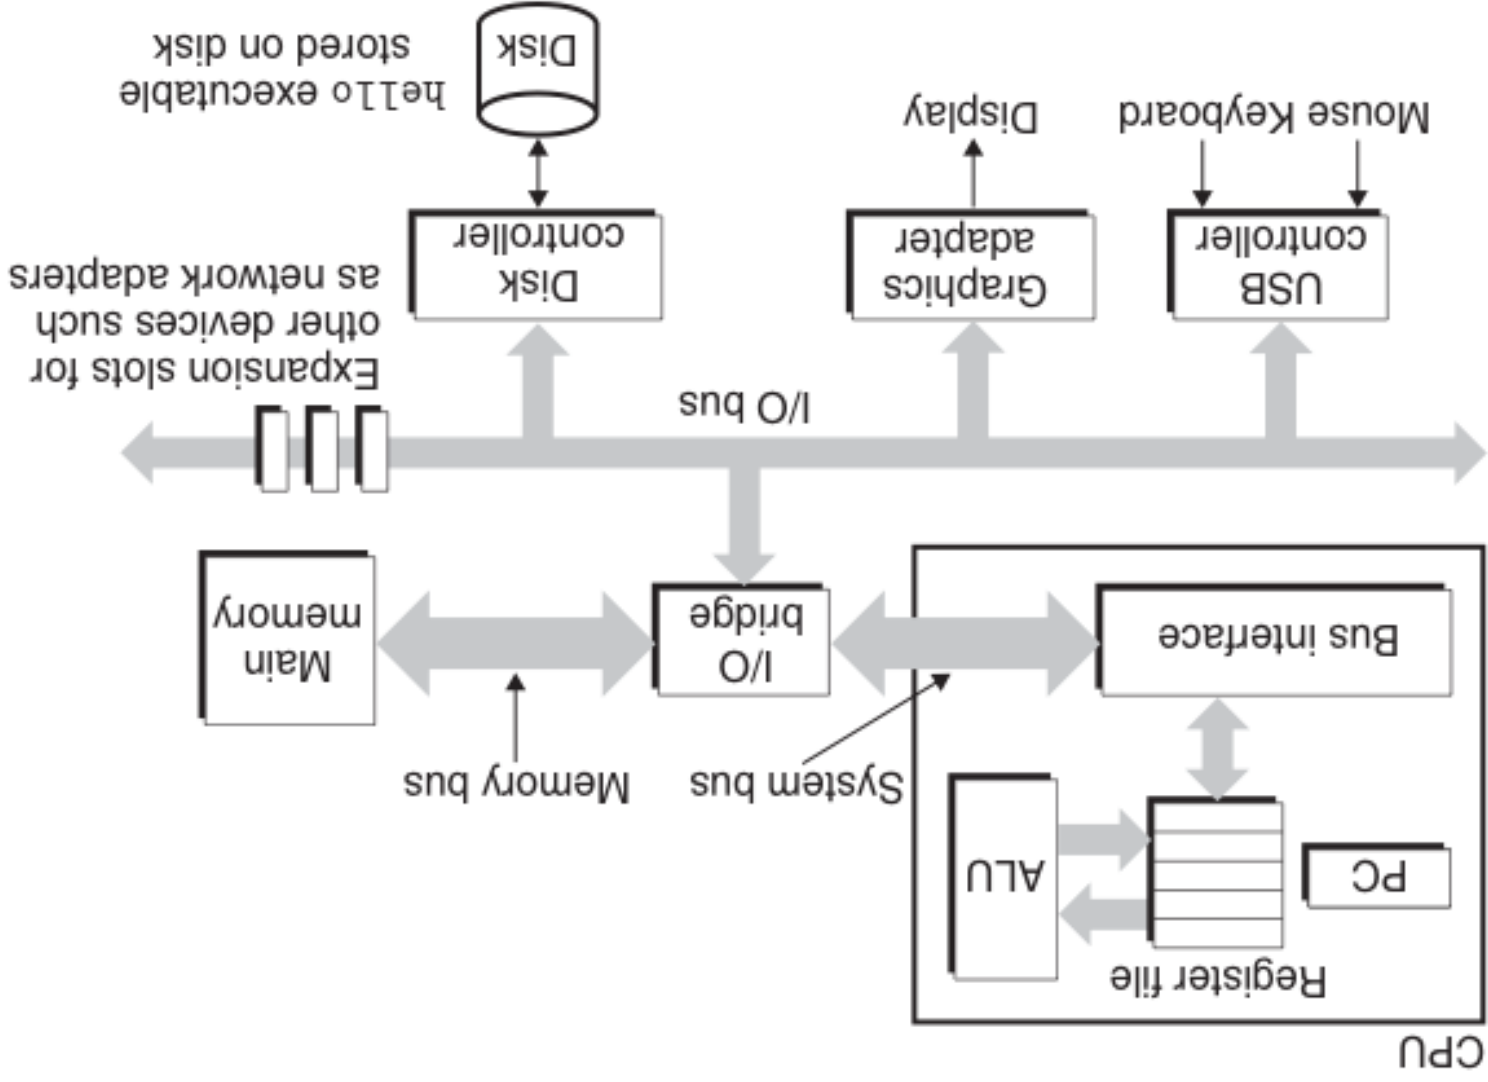 CPU
Register file
PC
ALU
System bus
Memory bus
Bus interface
I/O
bridge
Main
memory
I/O bus
Expansion slots for
other devices such
as network adapters
USB
controller
Graphics
adapter
Disk
controller
Mouse Keyboard
Display
Disk
hello executable
stored on disk